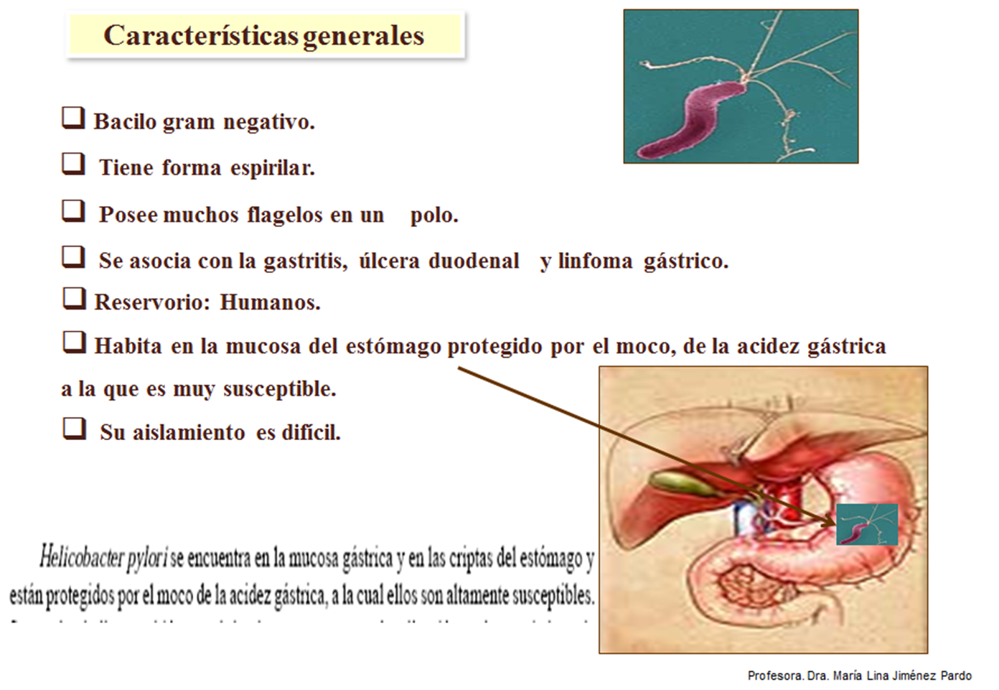 Características generales
Bacilo gram negativo.
Tiene forma espirilar.
Posee muchos flagelos en un polo.
Se asocia con la gastritis, úlcera duodenal y linfoma gástrico.
Reservorio: Humanos.
Habita en la mucosa del estómago protegido por el moco, de la acidez gástrica
a la que es muy susceptible.
Su aislamiento es difícil.
Helicobacter pylori se encuentra en la mucosa gástrica y en las criptas del estómago y
están protegidos por el moco de la acidez gástrica, a la cual ellos son altamente susceptibles.
Profesora. Dra. María Lina Jiménez Pardo